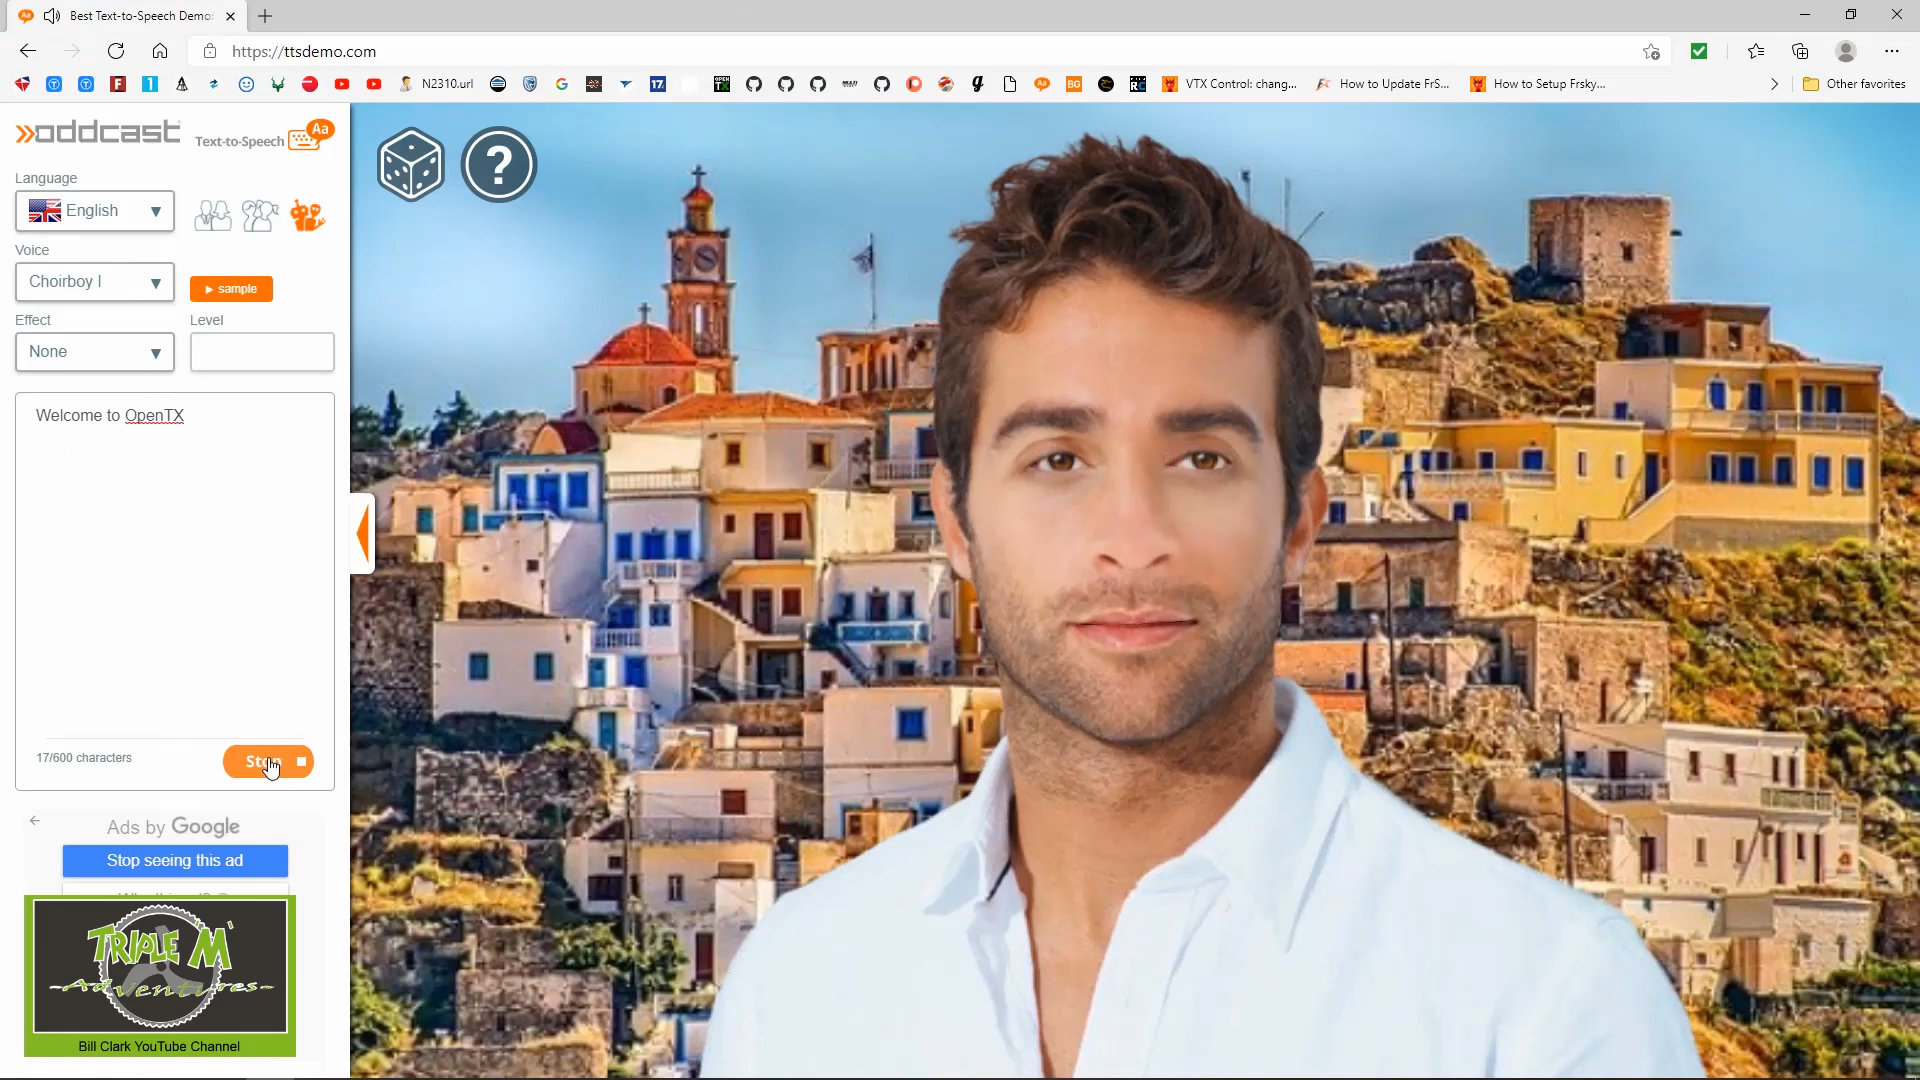 Best Text-to-Speech Demo:
https://ttsdemo.com
N2310.url
17.
BG
VTX Control: chang...
How to Update FrS...
How to Setup Frsky...
Other favorites
oddcast
Text-to-Speech
Aa
Language
English
Voice
Choirboy I
sample
Effect
Level
None
Welcome to OpenTX
17/600 characters
Stop
Ads by Google
Stop seeing this ad
TRIPLE M
Adventures
Bill Clark YouTube Channel